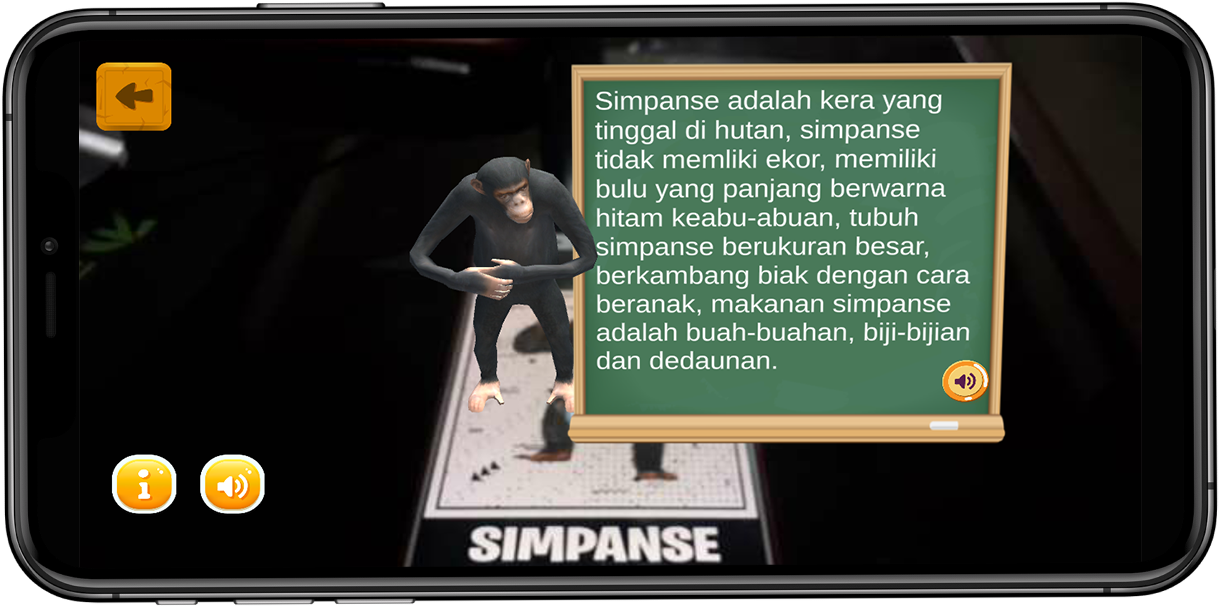 Simpanse adalah kera yang
tinggal di hutan, simpanse
tidak memliki ekor, memiliki
bulu yang panjang berwarna
hitam keabu-abuan, tubuh
simpanse berukuran besar,
berkambang biak dengan cara
beranak, makanan simpanse
adalah buah-buahan, biji-bijian
dan dedaunan.
i
SIMPANSE